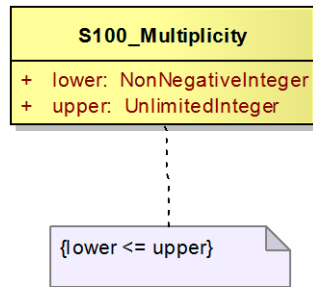 S100_Multiplicity
+ lower: NonNegativeInteger
+ upper: UnlimitedInteger
{lower <= upper}